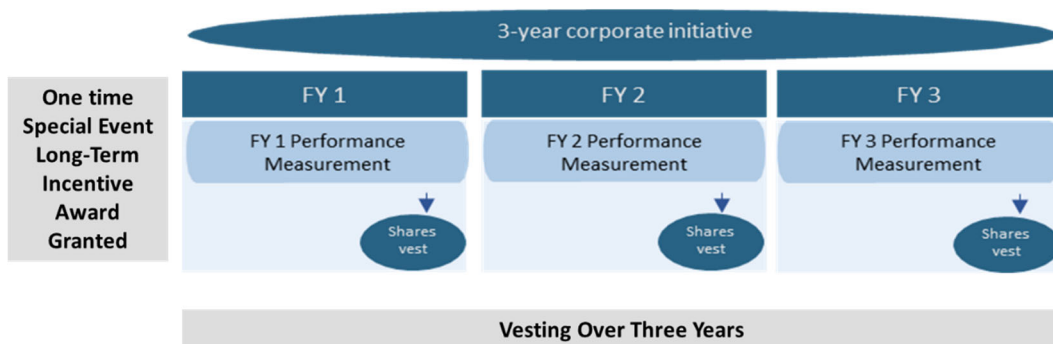 3-year corporate initiative
One time
Special Event
Long-Term
Incentive
Award
Granted
FY 1
FY 2
FY 3
FY 1 Performance
Measurement
FY 2 Performance
Measurement
FY 3 Performance
Measurement
Shares
vest
Shares
vest
Shares
vest
Vesting Over Three Years